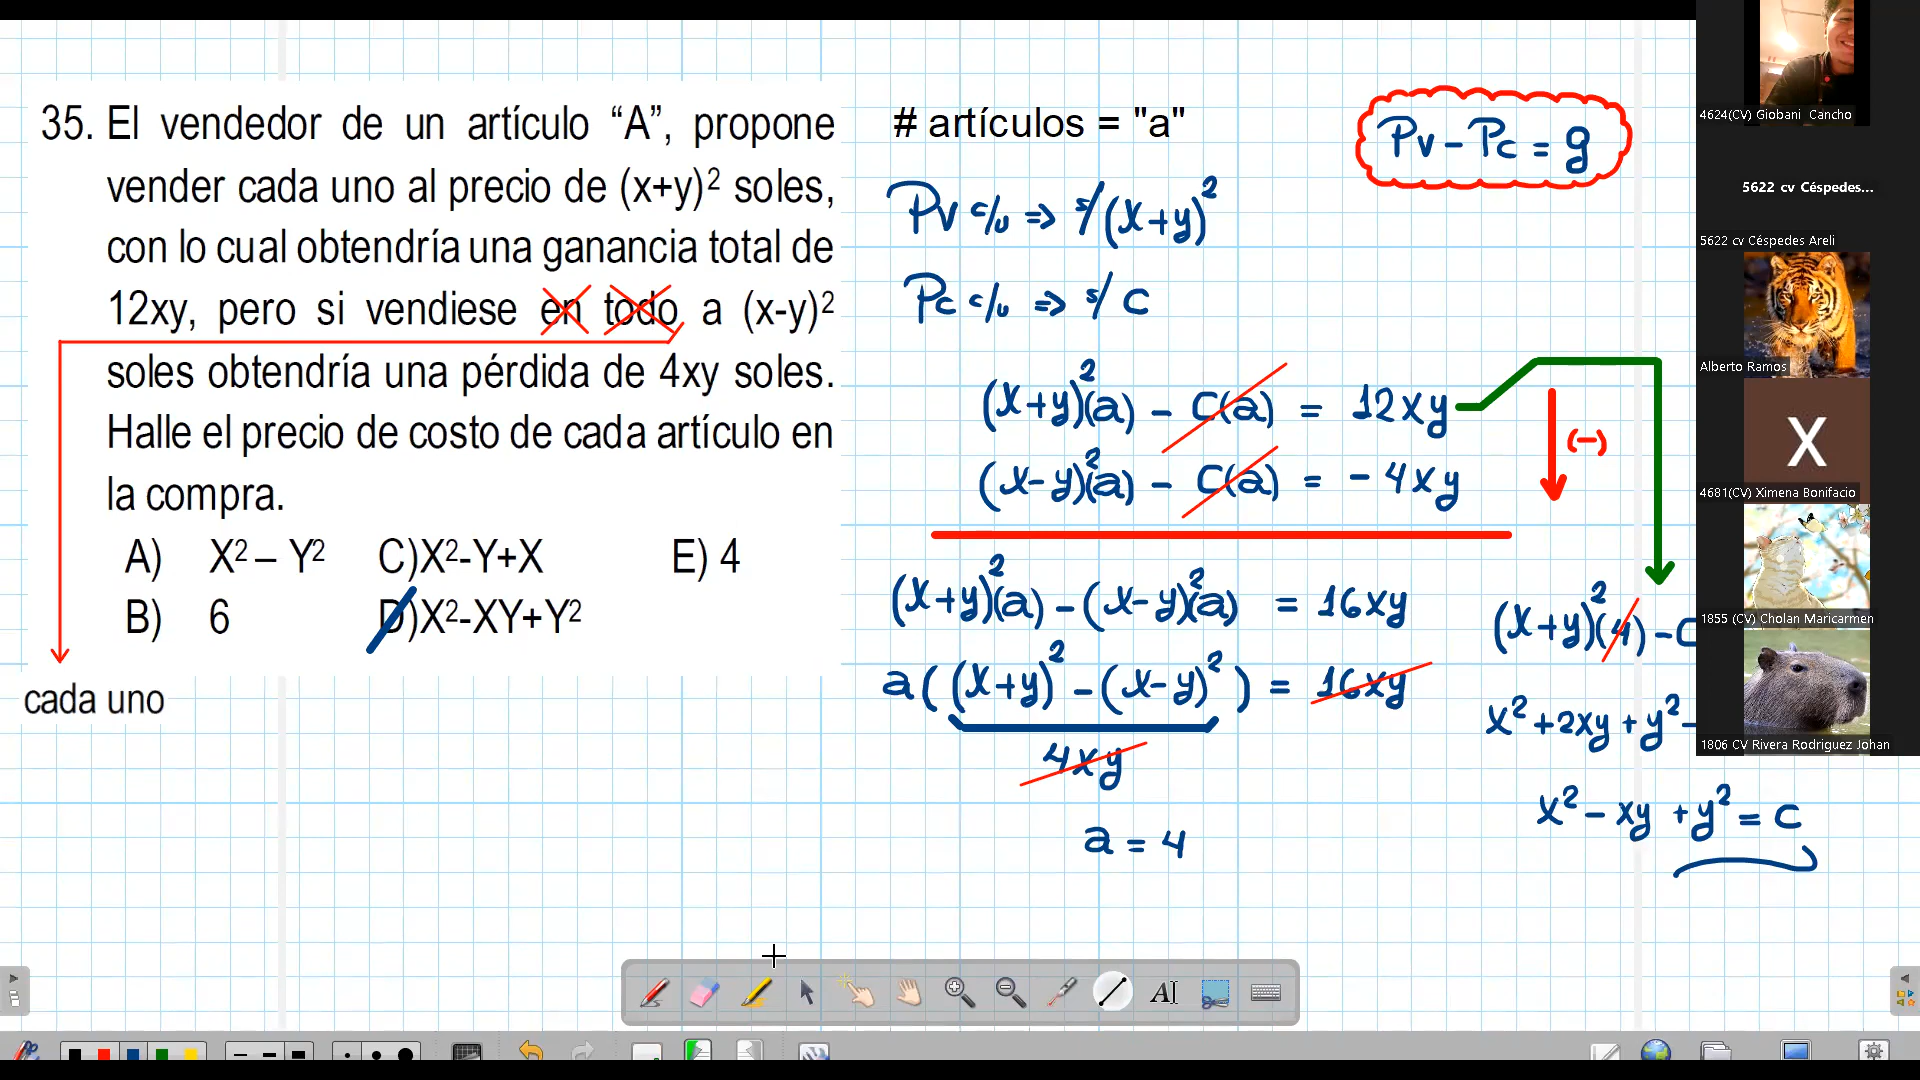 35. El vendedor de un artículo “A”, propone
vender cada uno al precio de (x+y)² soles,
con lo cual obtendría una ganancia total de
12xy, pero si vendiese en todo a (x-y)²
soles obtendría una pérdida de 4xy soles.
Halle el precio de costo de cada artículo en
la compra.
A) X² – Y² C)X²-Y+X E) 4
B) 6 D)X²-XY+Y²
cada uno
# artículos = "a"
Pv c/u => s/(x+y)²
Pc c/u => s/ c
Pv - Pc = g
(x+y)²(a) - c(a) = 12xy
(x-y)²(a) - c(a) = -4xy
(-)
(x+y)²(a) - (x-y)²(a) = 16xy
a((x+y)² - (x-y)²) = 16xy
4xy
a = 4
(x+y)²(4) - C
x² + 2xy + y² -
x² - xy + y² = c
4624(CV) Giobani Cancho
5622 cv Céspedes...
5622 cv Céspedes Areli
Alberto Ramos
X
4681(CV) Ximena Bonifacio
1855 (CV) Cholan Maricarmen
1806 CV Rivera Rodriguez Johan
A